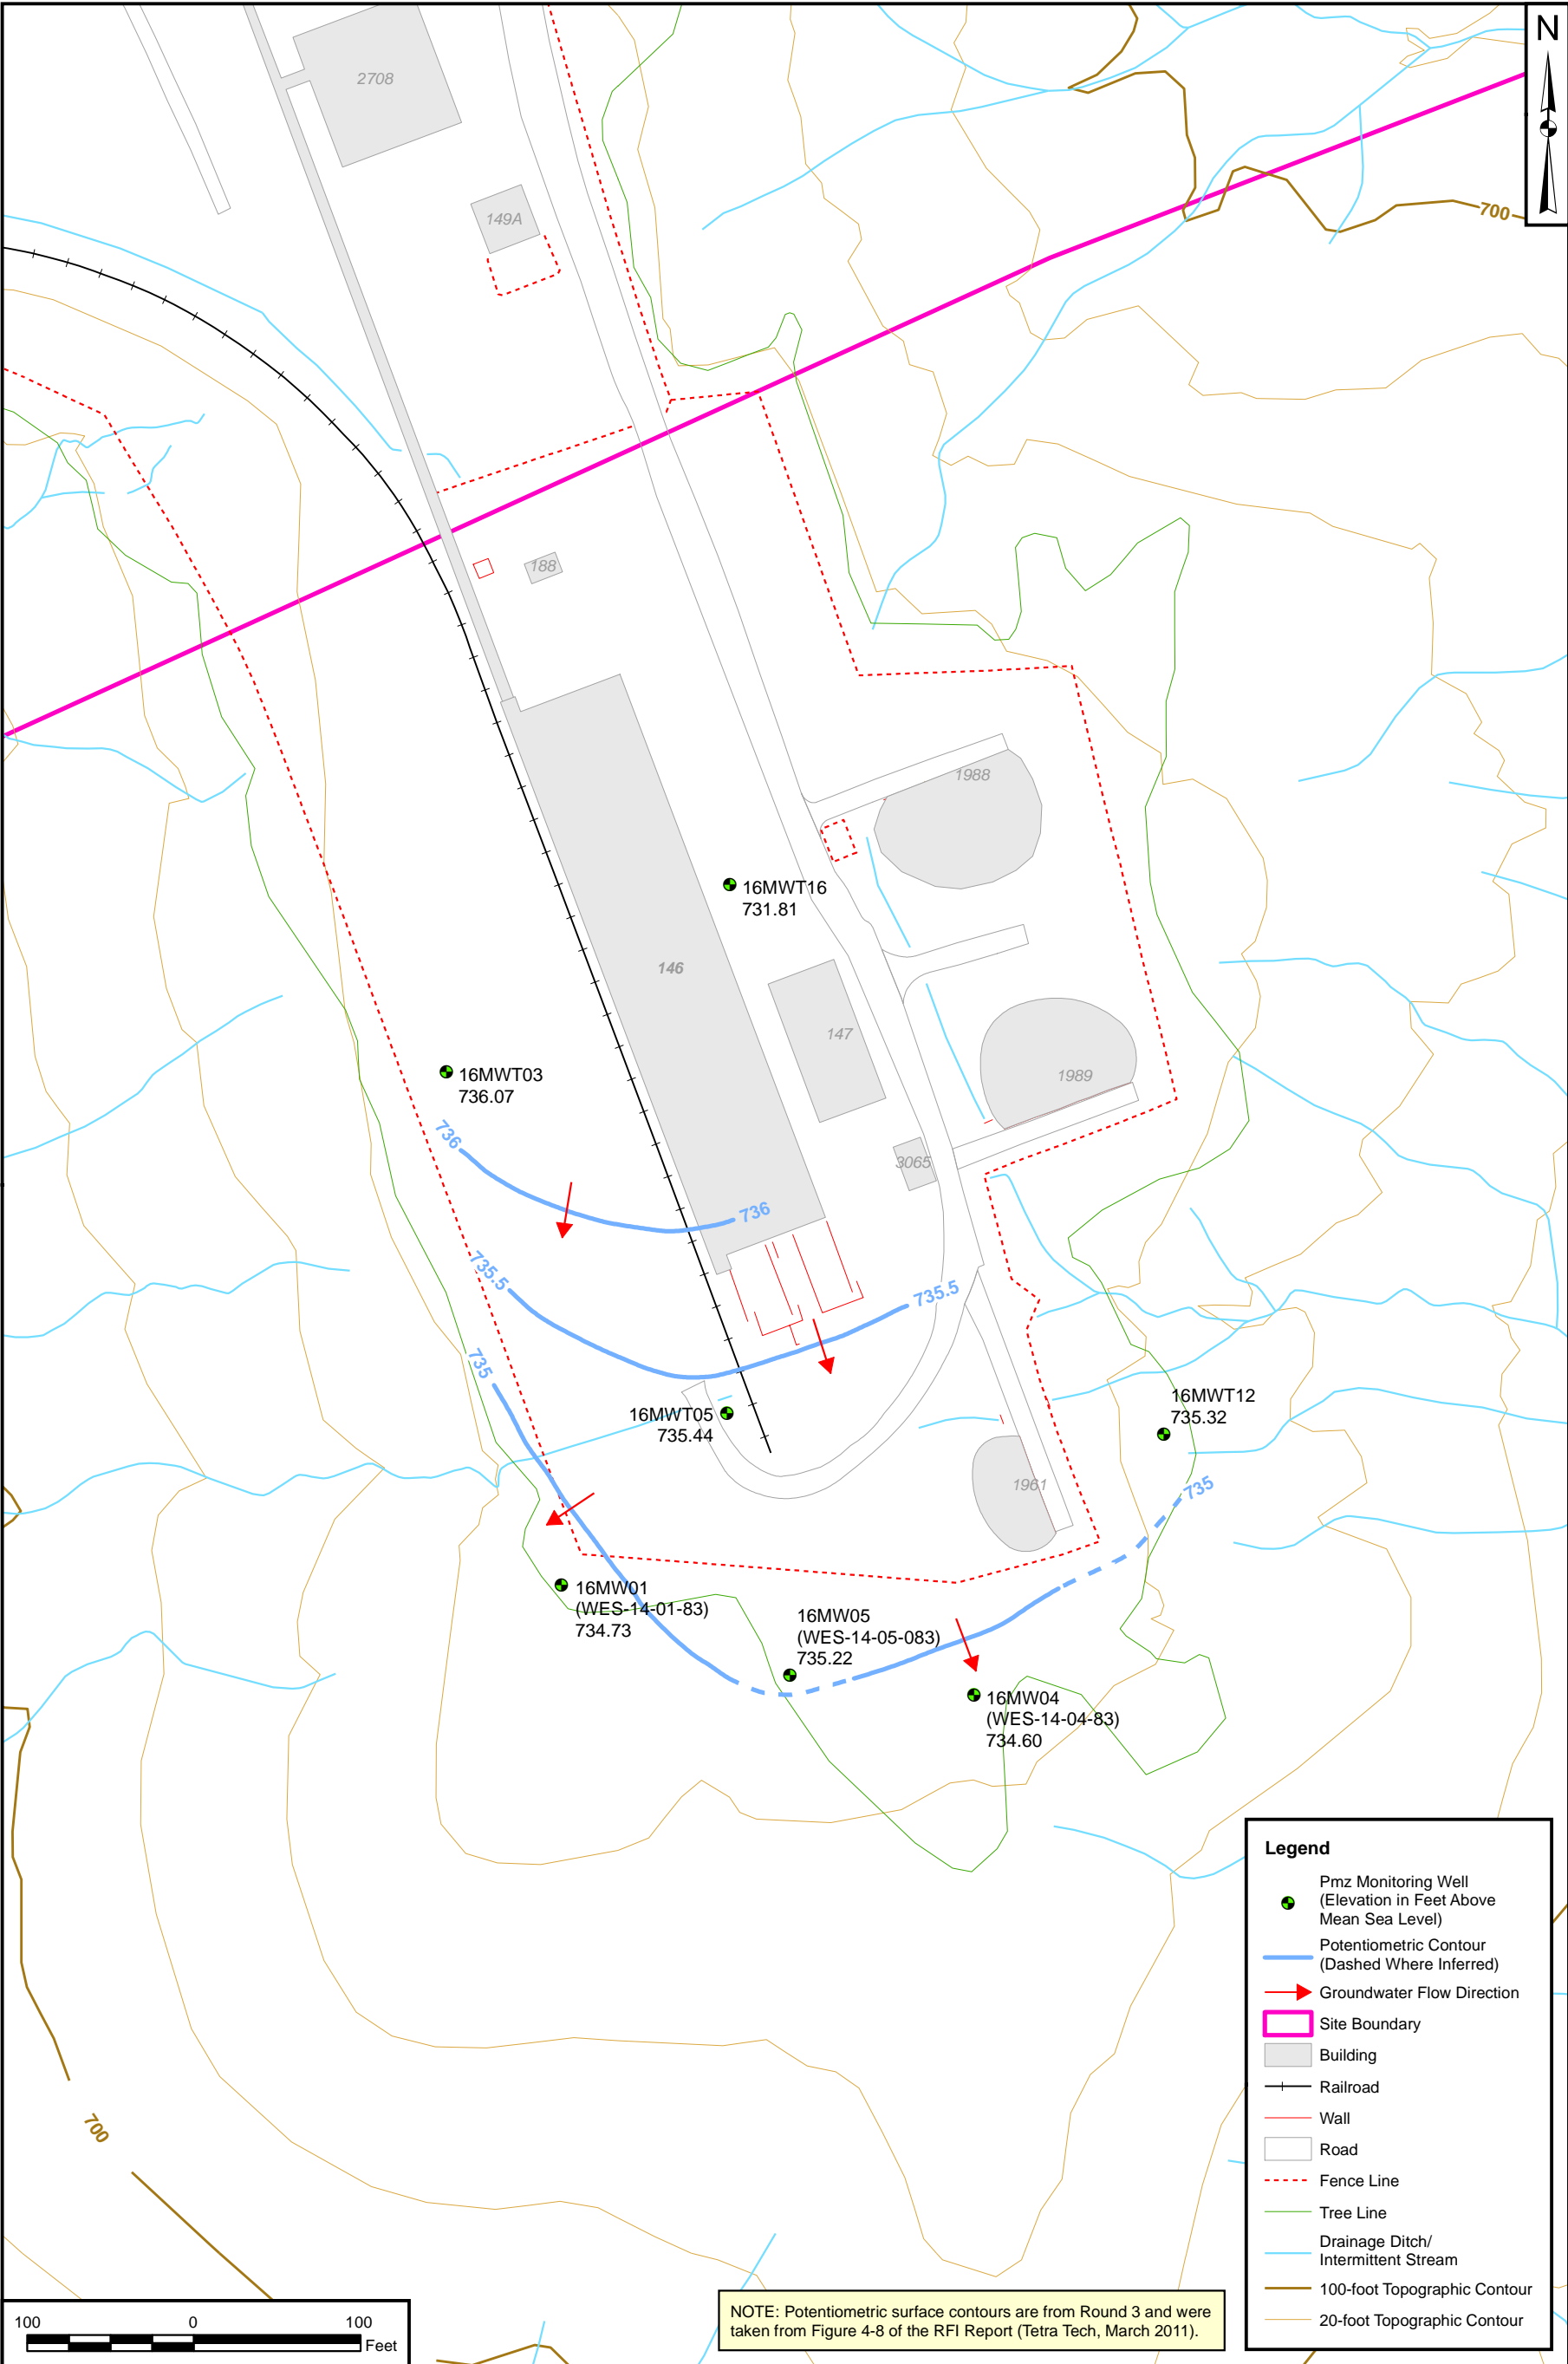 N
2708
149A
700
188
1988
16MWT16
731.81
146
147
1989
16MWT03
736.07
736
3065
736
735.5
735.5
735
16MWT05
735.44
16MWT12
735.32
1961
735
16MW01
(WES-14-01-83)
734.73
16MW05
(WES-14-05-083)
735.22
16MW04
(WES-14-04-83)
734.60
700
Legend
Pmz Monitoring Well
(Elevation in Feet Above
Mean Sea Level)
Potentiometric Contour
(Dashed Where Inferred)
Groundwater Flow Direction
Site Boundary
Building
Railroad
Wall
Road
Fence Line
Tree Line
Drainage Ditch/
Intermittent Stream
100-foot Topographic Contour
20-foot Topographic Contour
100 0 100
Feet
NOTE: Potentiometric surface contours are from Round 3 and were
taken from Figure 4-8 of the RFI Report (Tetra Tech, March 2011).